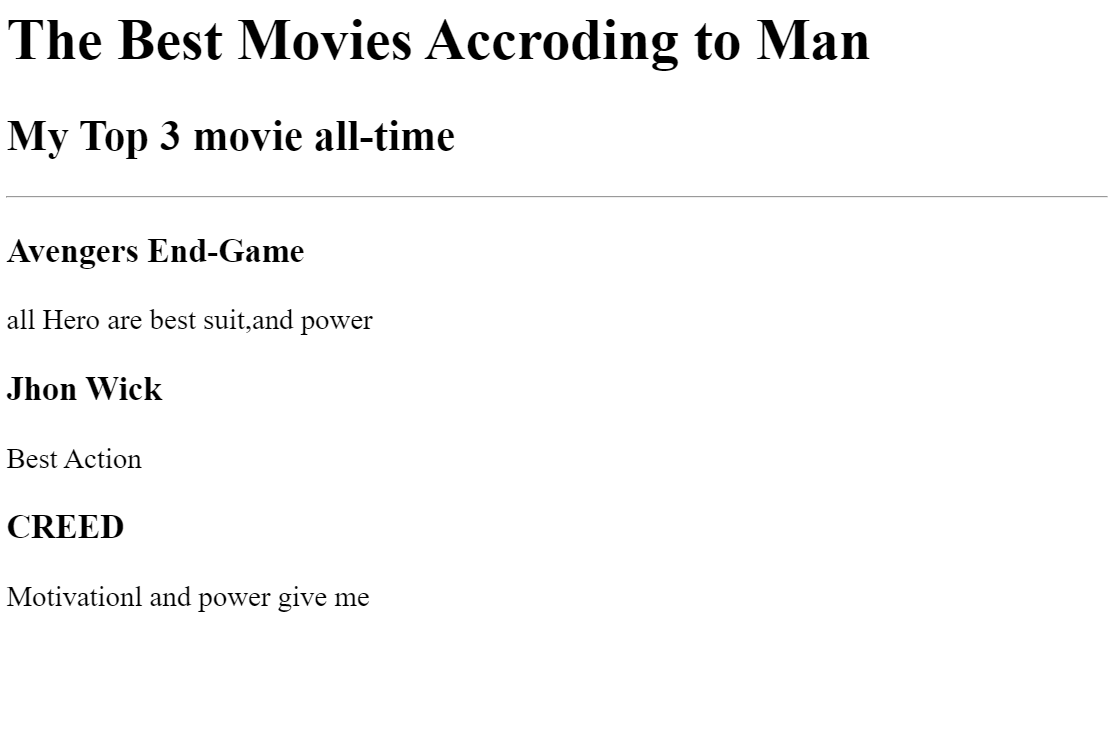 The Best Movies Accroding to Man
My Top 3 movie all-time
Avengers End-Game
all Hero are best suit,and power
Jhon Wick
Best Action
CREED
Motivationl and power give me